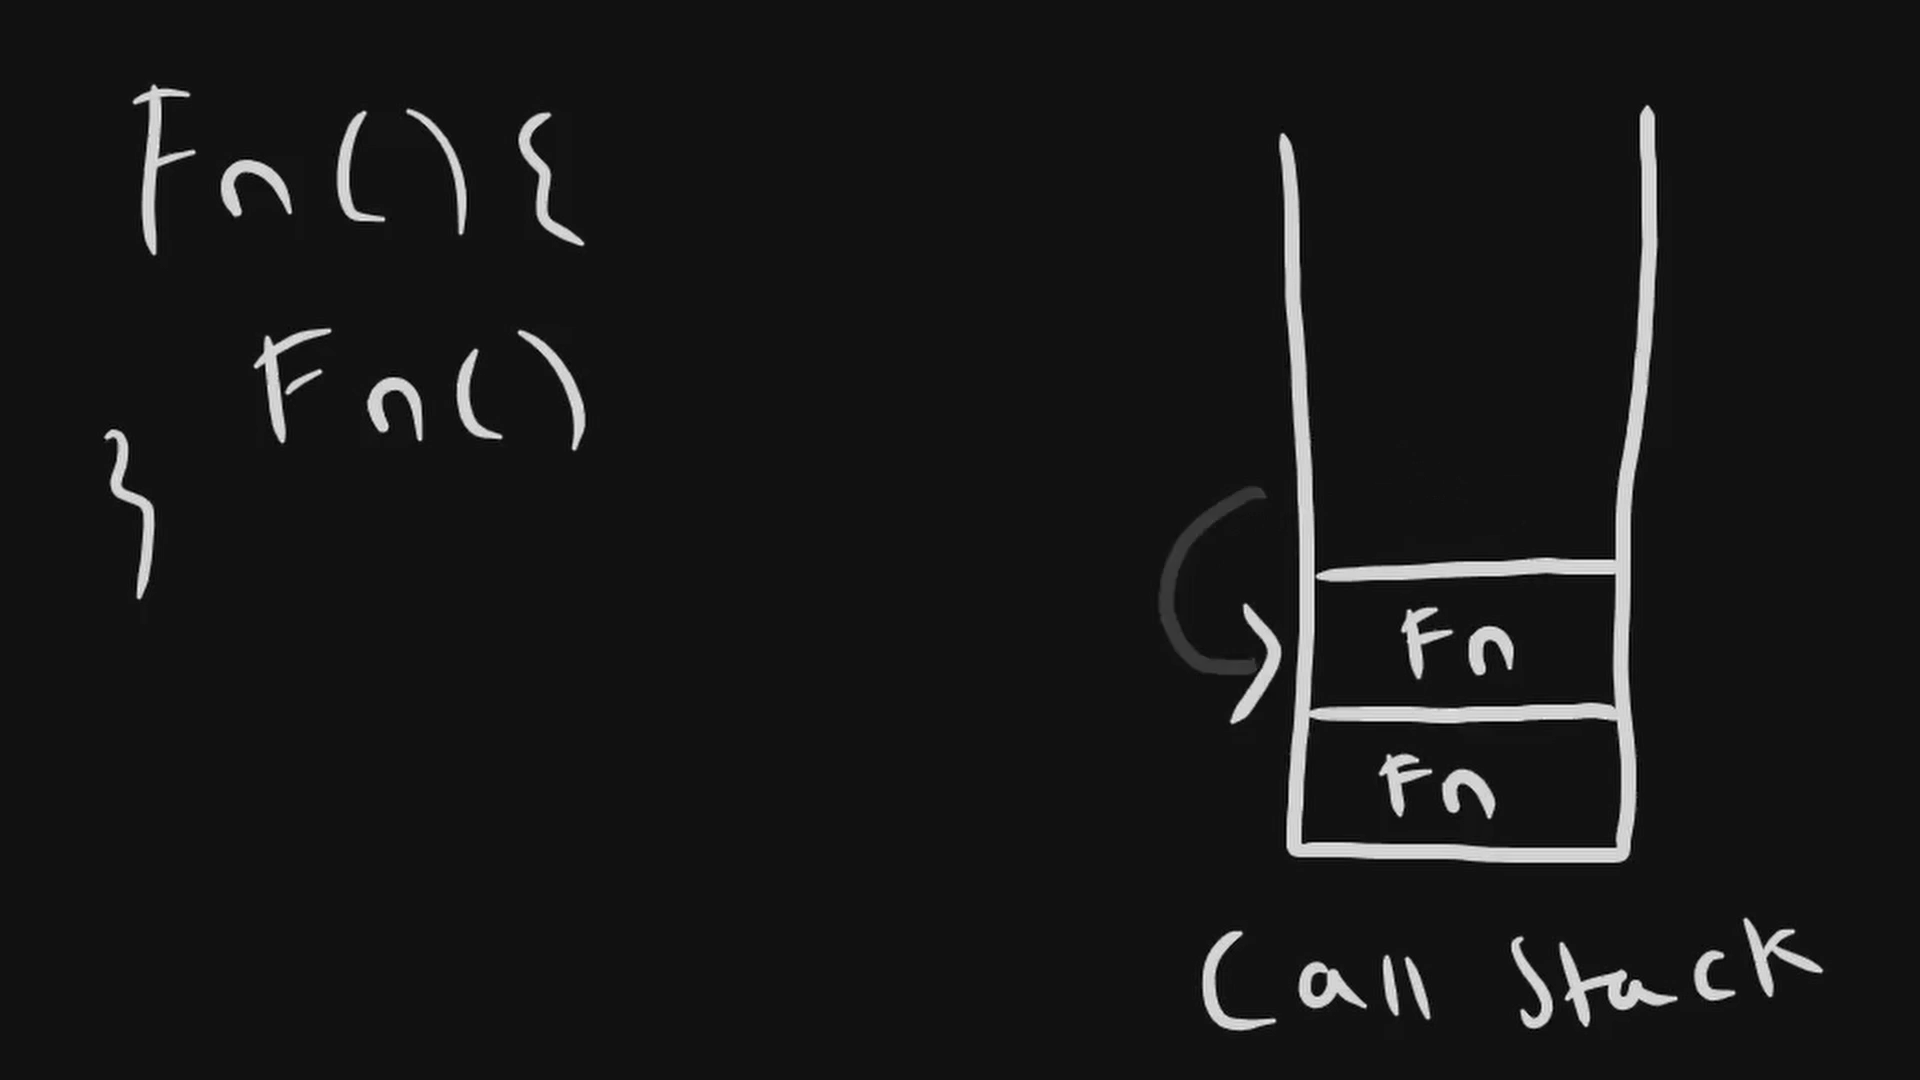 Fn() {
Fn()
}
Fn
Fn
Call Stack